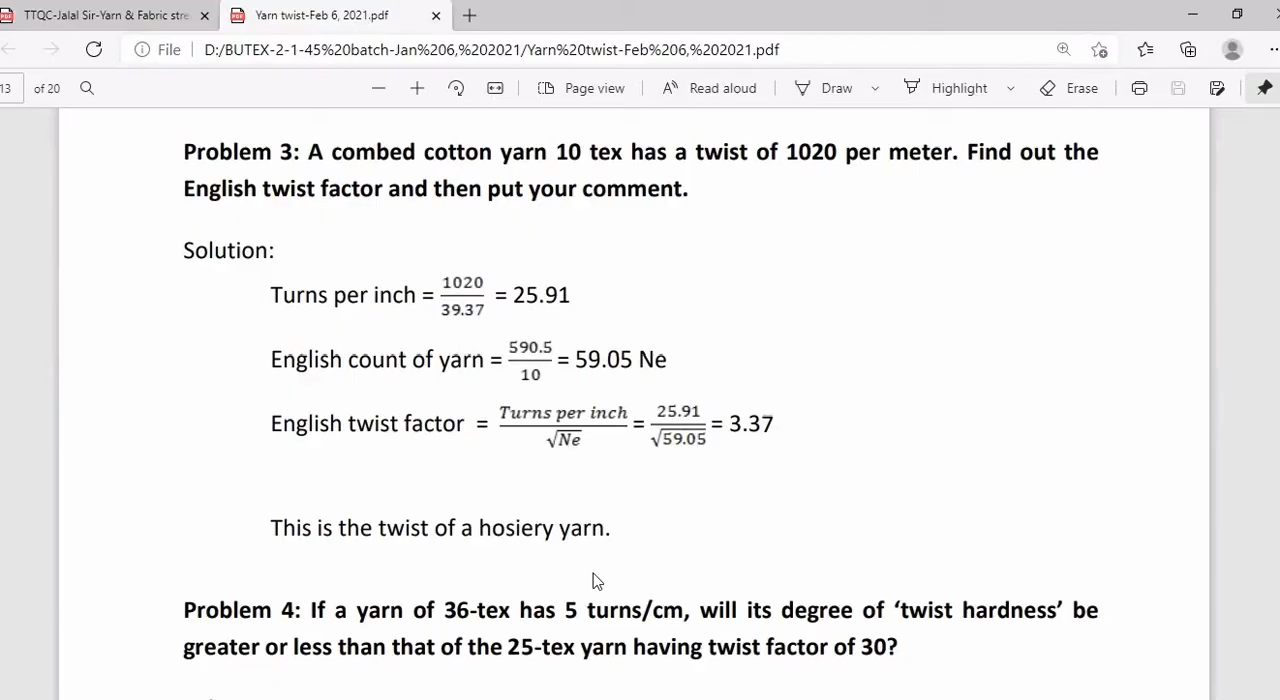 TTQC-Jalal Sir-Yarn & Fabric stre
Yarn twist-Feb 6, 2021.pdf
File D:/BUTEX-2-1-45%20batch-Jan%206,%202021/Yarn%20twist-Feb%206,%202021.pdf
13 of 20 Page view Read aloud Draw Highlight Erase
Problem 3: A combed cotton yarn 10 tex has a twist of 1020 per meter. Find out the
English twist factor and then put your comment.
Solution:
Turns per inch = 1020/39.37 = 25.91
English count of yarn = 590.5/10 = 59.05 Ne
English twist factor = Turns per inch/√Ne = 25.91/√59.05 = 3.37
This is the twist of a hosiery yarn.
Problem 4: If a yarn of 36-tex has 5 turns/cm, will its degree of ‘twist hardness’ be
greater or less than that of the 25-tex yarn having twist factor of 30?